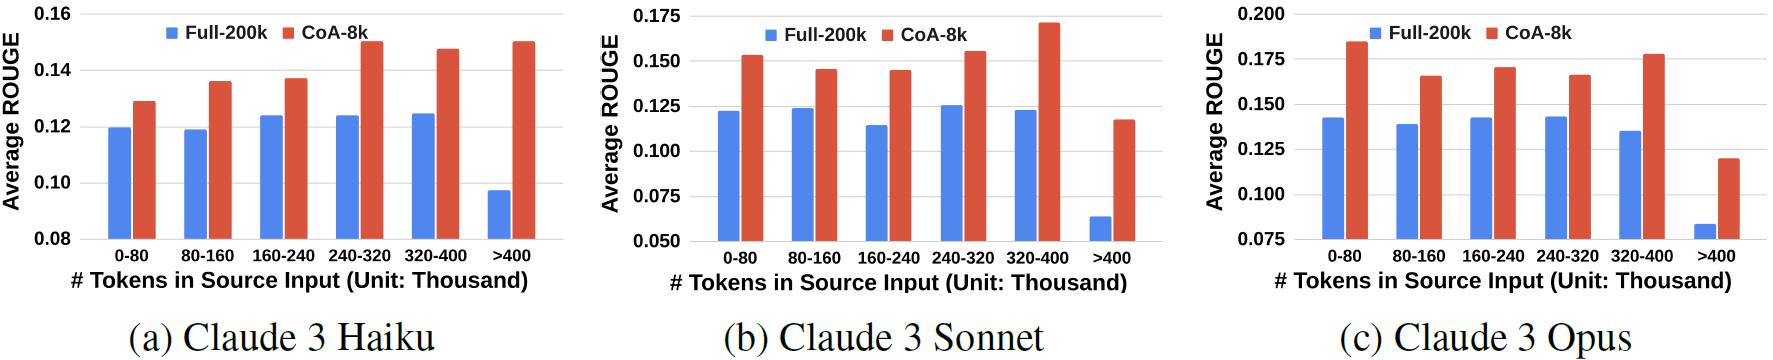 0.16
0.14
0.12
0.10
0.08
Average ROUGE
Full-200k CoA-8k
0-80 80-160 160-240 240-320 320-400 >400
# Tokens in Source Input (Unit: Thousand)
(a) Claude 3 Haiku
0.175
0.150
0.125
0.100
0.075
0.050
Average ROUGE
Full-200k CoA-8k
0-80 80-160 160-240 240-320 320-400 >400
# Tokens in Source Input (Unit: Thousand)
(b) Claude 3 Sonnet
0.200
0.175
0.150
0.125
0.100
0.075
Average ROUGE
Full-200k CoA-8k
0-80 80-160 160-240 240-320 320-400 >400
# Tokens in Source Input (Unit: Thousand)
(c) Claude 3 Opus